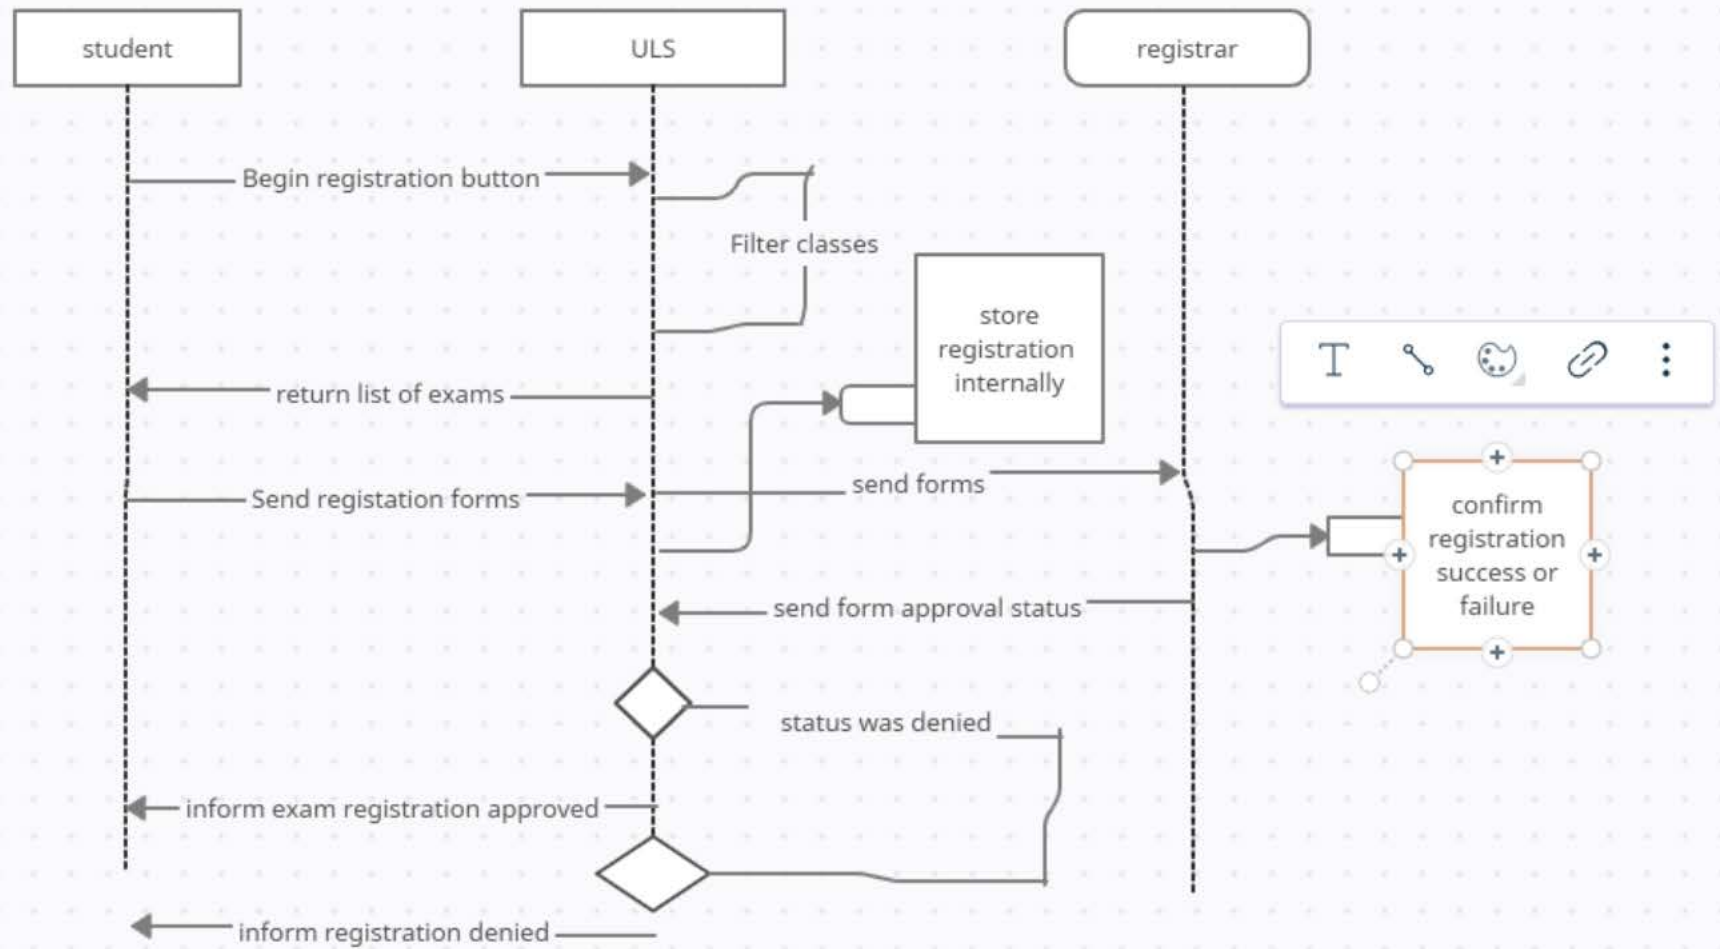 student
ULS
registrar
Begin registration button
Filter classes
store
registration
internally
return list of exams
send forms
Send registation forms
confirm
registration
success or
failure
send form approval status
status was denied
inform exam registration approved
inform registration denied